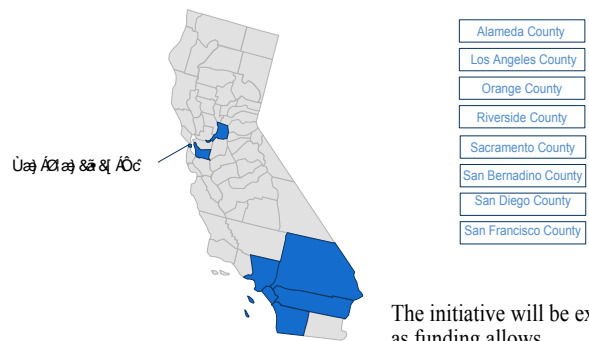 Alameda County
Los Angeles County
Orange County
Riverside County
Sacramento County
San Bernadino County
San Diego County
San Francisco County
The initiative will be ex
as funding allows